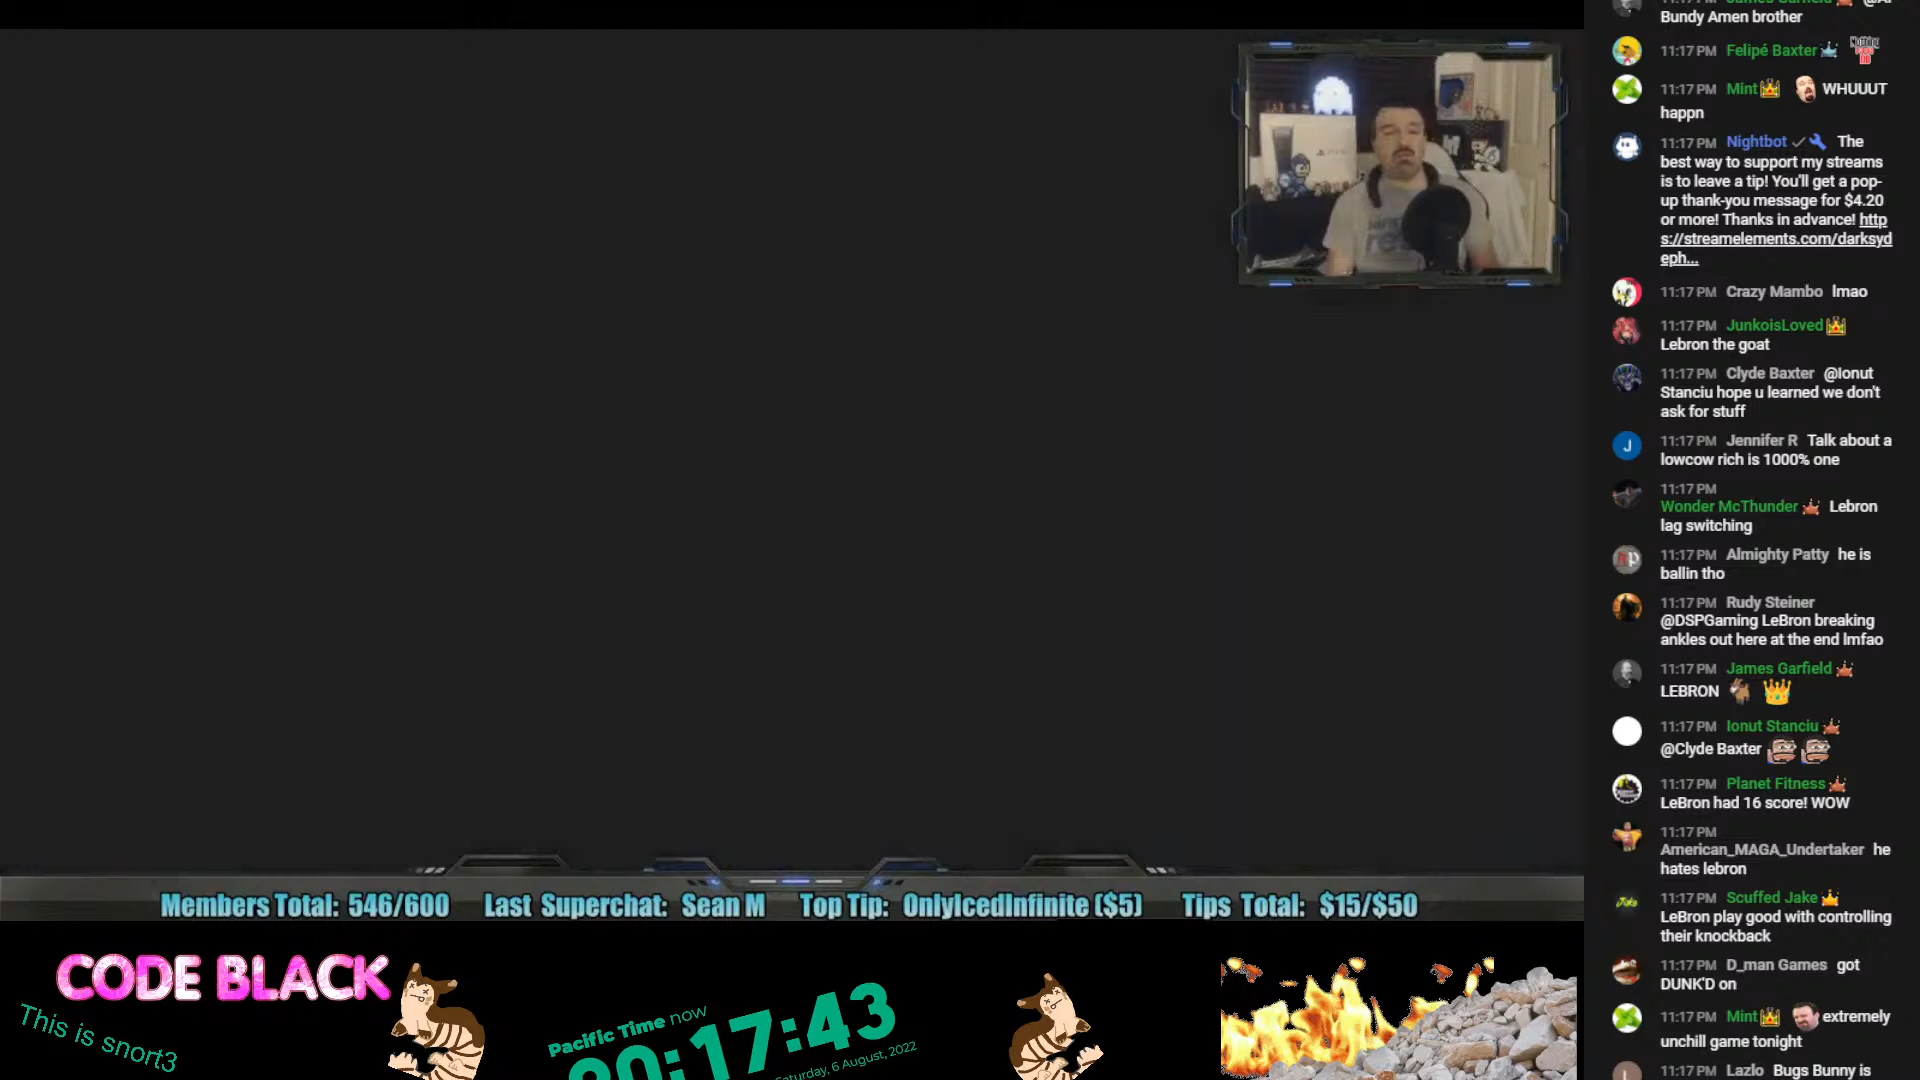 Bundy Amen brother
11:17 PM Felipé Baxter
11:17 PM Mint WHUUUT
happn
11:17 PM Nightbot The
best way to support my streams
is to leave a tip! You'll get a pop-
up thank-you message for $4.20
or more! Thanks in advance! http
s://streamelements.com/darksyd
eph...
11:17 PM Crazy Mambo lmao
11:17 PM JunkoisLoved
Lebron the goat
11:17 PM Clyde Baxter @Ionut
Stanciu hope u learned we don't
ask for stuff
11:17 PM Jennifer R Talk about a
lowcow rich is 1000% one
11:17 PM
Wonder McThunder Lebron
lag switching
11:17 PM Almighty Patty he is
ballin tho
11:17 PM Rudy Steiner
@DSPGaming LeBron breaking
ankles out here at the end lmfao
11:17 PM James Garfield
LEBRON
11:17 PM Ionut Stanciu
@Clyde Baxter
11:17 PM Planet Fitness
LeBron had 16 score! WOW
11:17 PM
American_MAGA_Undertaker he
hates lebron
11:17 PM Scuffed Jake
LeBron play good with controlling
their knockback
11:17 PM D_man Games got
DUNK'D on
11:17 PM Mint extremely
unchill game tonight
11:17 PM Lazlo Bugs Bunny is
Members Total: 546/600 Last Superchat: Sean M Top Tip: OnlyIcedInfinite ($5) Tips Total: $15/$50
CODE BLACK
This is snort3
Pacific Time now
20:17:43
Saturday, 6 August, 2022